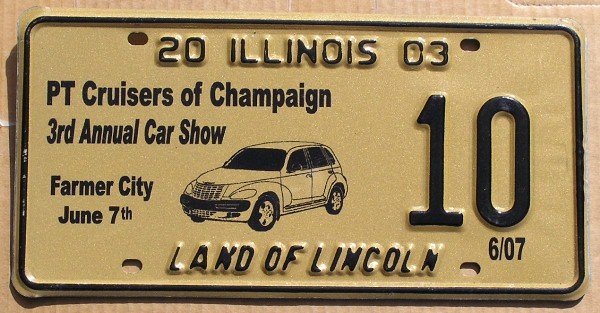 20 ILLINOIS 03
PT Cruisers of Champaign
3rd Annual Car Show
Farmer City
June 7th
10
6/07
LAND OF LINCOLN